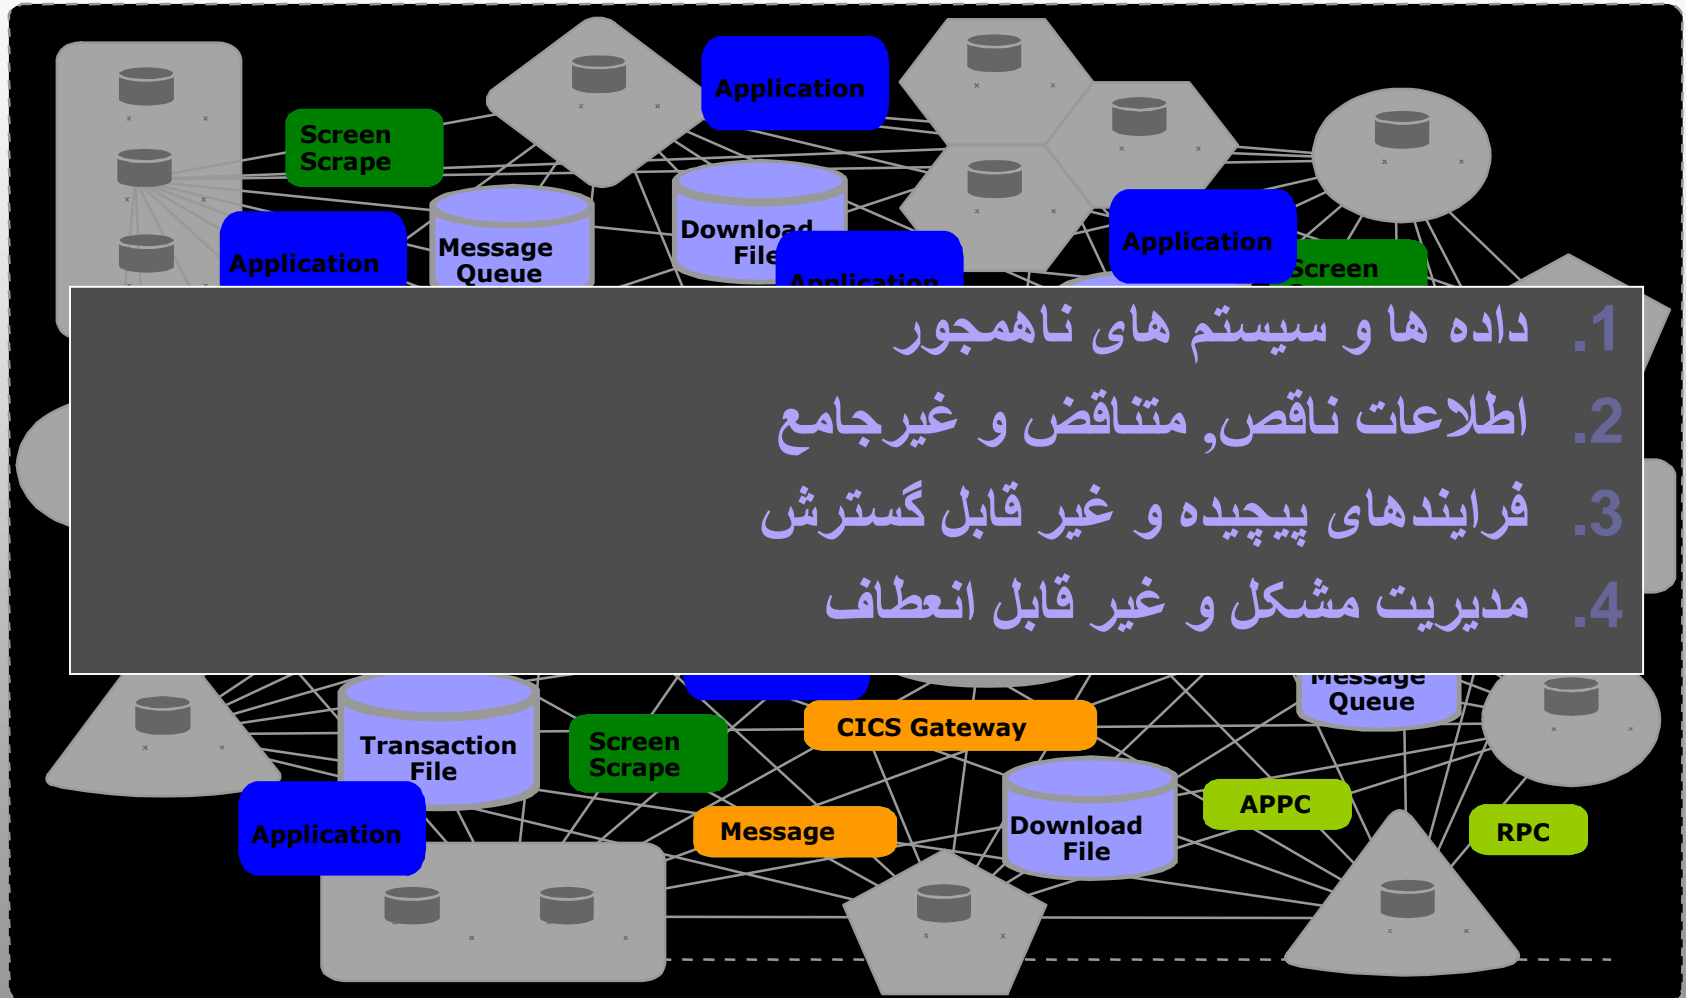 Application
Screen
Scrape
Application
Message
Queue
Download
File
Application
Application
Screen
1. داده ها و سیستم های ناهمجور
2. اطلاعات ناقص, متناقض و غیرجامع
3. فرایندهای پیچیده و غیر قابل گسترش
4. مدیریت مشکل و غیر قابل انعطاف
Message
Queue
CICS Gateway
Transaction
File
Screen
Scrape
APPC
Application
Message
Download
File
RPC